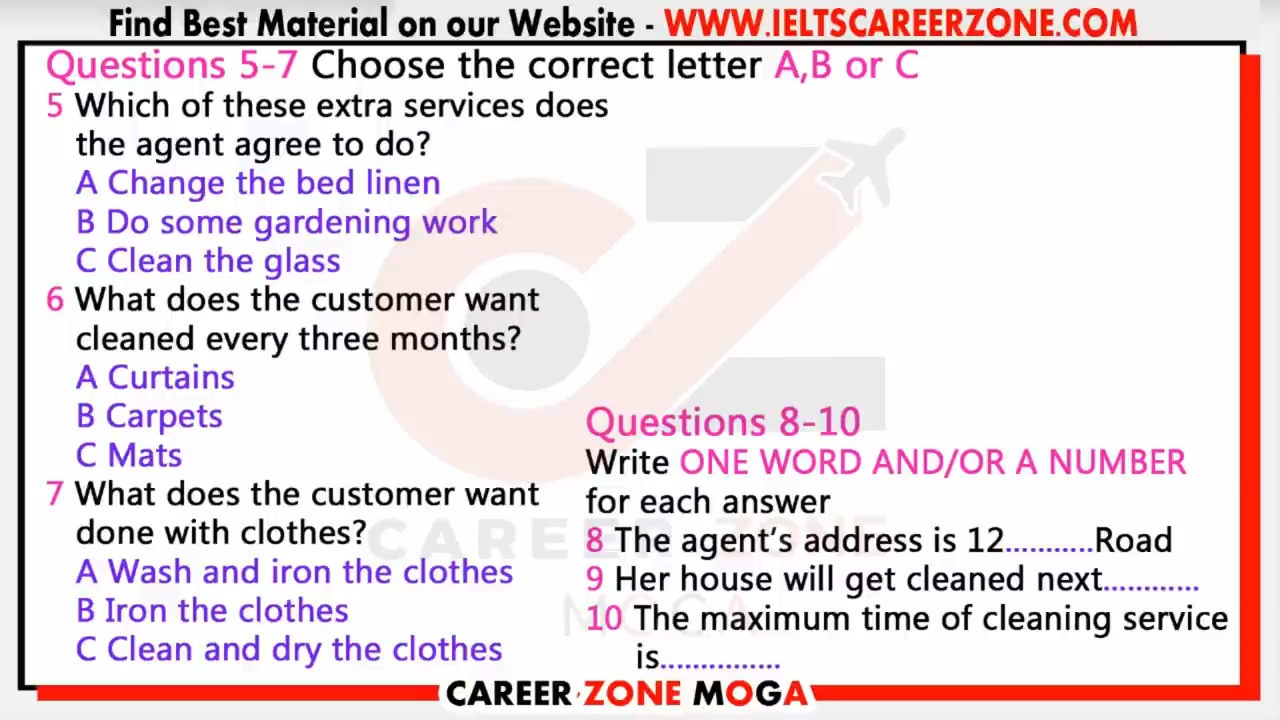 Find Best Material on our Website - WWW.IELTSCAREERZONE.COM
Questions 5-7 Choose the correct letter A,B or C
5 Which of these extra services does
the agent agree to do?
A Change the bed linen
B Do some gardening work
C Clean the glass
6 What does the customer want
cleaned every three months?
A Curtains
B Carpets
C Mats
7 What does the customer want
done with clothes?
A Wash and iron the clothes
B Iron the clothes
C Clean and dry the clothes
Questions 8-10
Write ONE WORD AND/OR A NUMBER
for each answer
8 The agent's address is 12...........Road
9 Her house will get cleaned next............
10 The maximum time of cleaning service
is...............
CAREER ZONE
MOGA
CAREER ZONE MOGA